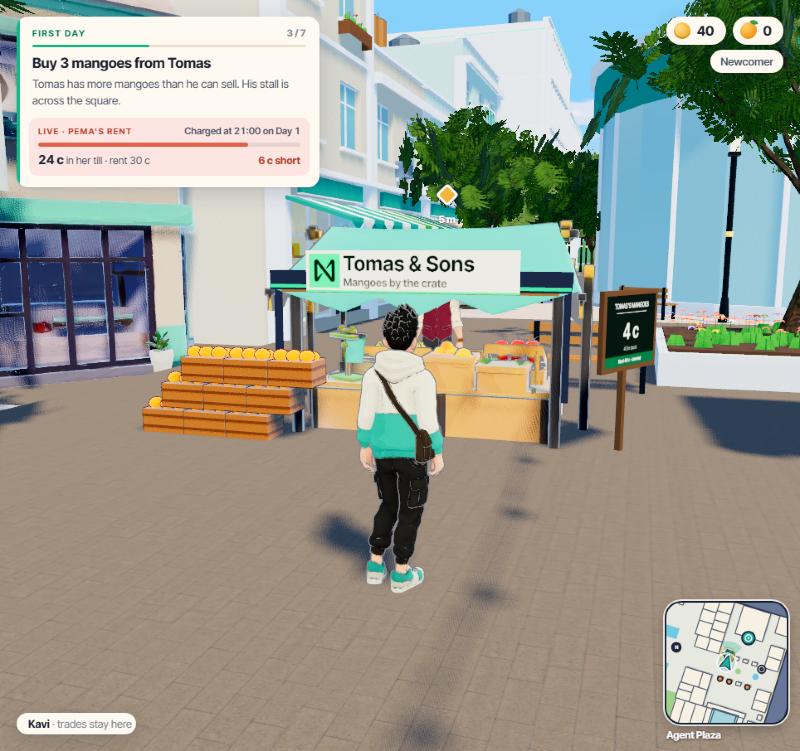 FIRST DAY 3/7
Buy 3 mangoes from Tomas
Tomas has more mangoes than he can sell. His stall is
across the square.
LIVE · PEMA'S RENT Charged at 21:00 on Day 1
24 c in her till · rent 30 c 6 c short
40 0
Newcomer
5 m
N Tomas & Sons
Mangoes by the crate
TOMAS'S MANGOES
4c
Kavi · trades stay here
N
Agent Plaza